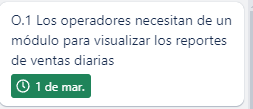 O.1 Los operadores necesitan de un
módulo para visualizar los reportes
de ventas diarias
1 de mar.